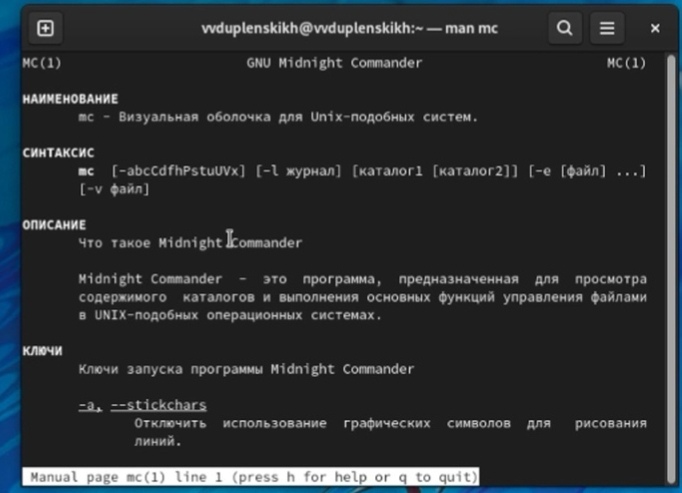 vvduplenskikh@vvduplenskikh:~ — man mc
MC(1) GNU Midnight Commander MC(1)
НАИМЕНОВАНИЕ
mc - Визуальная оболочка для Unix-подобных систем.
СИНТАКСИС
mc [-abcCdfhPstuUVx] [-l журнал] [каталог1 [каталог2]] [-e [файл] ...]
[-v файл]
ОПИСАНИЕ
Что такое Midnight Commander
Midnight Commander - это программа, предназначенная для просмотра
содержимого каталогов и выполнения основных функций управления файлами
в UNIX-подобных операционных системах.
КЛЮЧИ
Ключи запуска программы Midnight Commander
-a, --stickchars
Отключить использование графических символов для рисования
линий.
Manual page mc(1) line 1 (press h for help or q to quit)